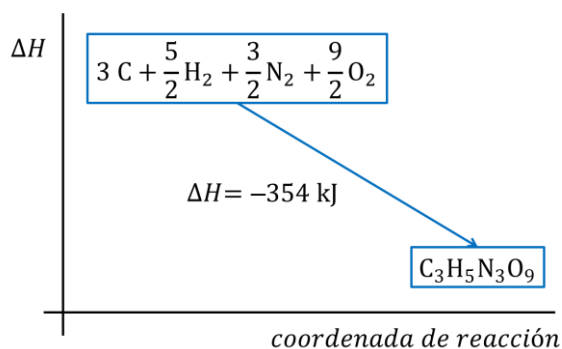 ΔH
3 C + 5/2 H₂ + 3/2 N₂ + 9/2 O₂
ΔH = −354 kJ
C₃H₅N₃O₉
coordenada de reacción